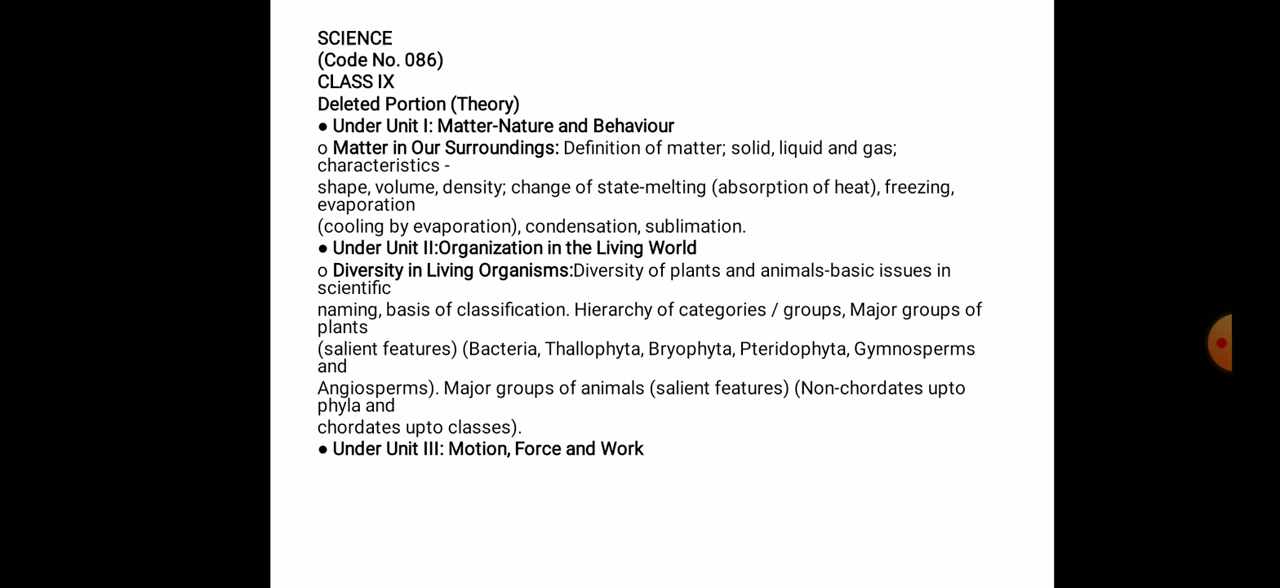 SCIENCE
(Code No. 086)
CLASS IX
Deleted Portion (Theory)
● Under Unit I: Matter-Nature and Behaviour
o Matter in Our Surroundings: Definition of matter; solid, liquid and gas;
characteristics -
shape, volume, density; change of state-melting (absorption of heat), freezing,
evaporation
(cooling by evaporation), condensation, sublimation.
● Under Unit II:Organization in the Living World
o Diversity in Living Organisms:Diversity of plants and animals-basic issues in
scientific
naming, basis of classification. Hierarchy of categories / groups, Major groups of
plants
(salient features) (Bacteria, Thallophyta, Bryophyta, Pteridophyta, Gymnosperms
and
Angiosperms). Major groups of animals (salient features) (Non-chordates upto
phyla and
chordates upto classes).
● Under Unit III: Motion, Force and Work